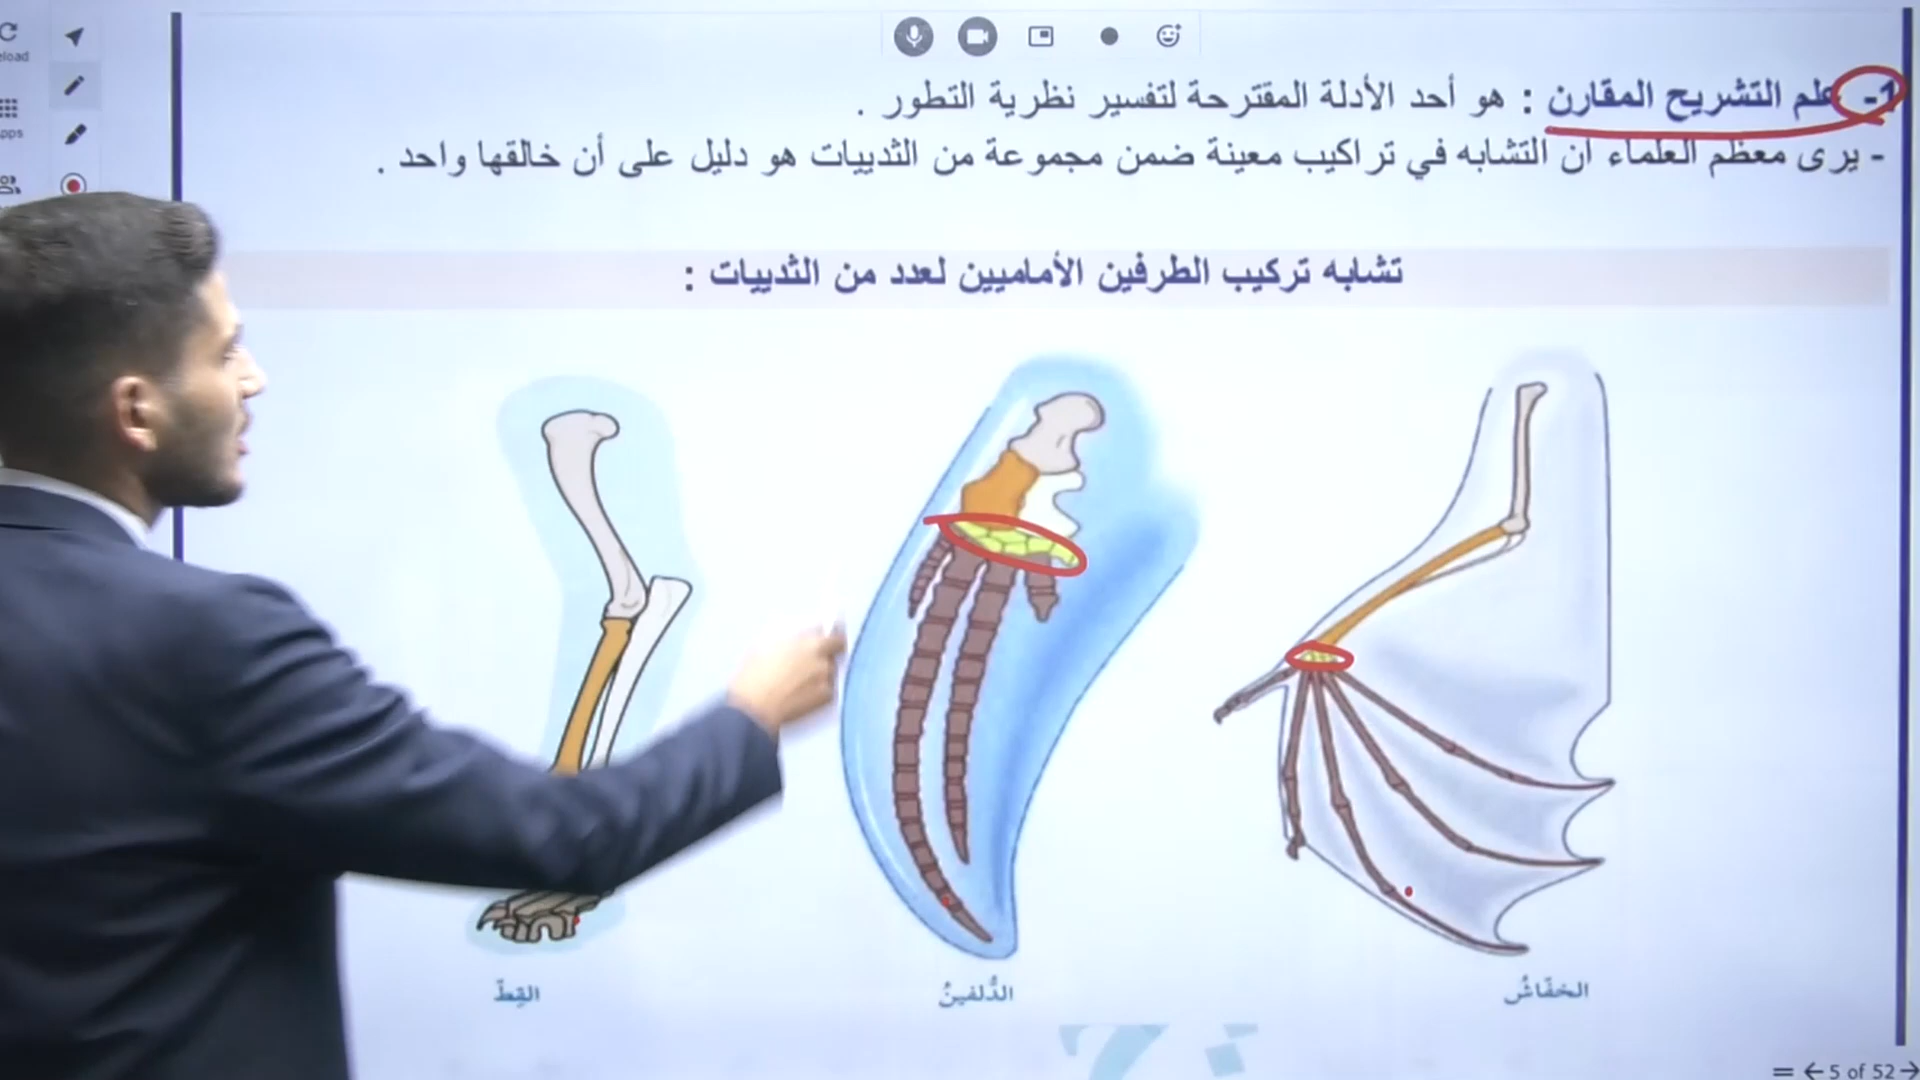 1- علم التشريح المقارن : هو أحد الأدلة المقترحة لتفسير نظرية التطور .
- يرى معظم العلماء أن التشابه في تراكيب معينة ضمن مجموعة من الثدييات هو دليل على أن خالقها واحد .
تشابه تركيب الطرفين الأماميين لعدد من الثدييات :
الخفّاشُ
الدُّلفينُ
القِطّ
5 of 52